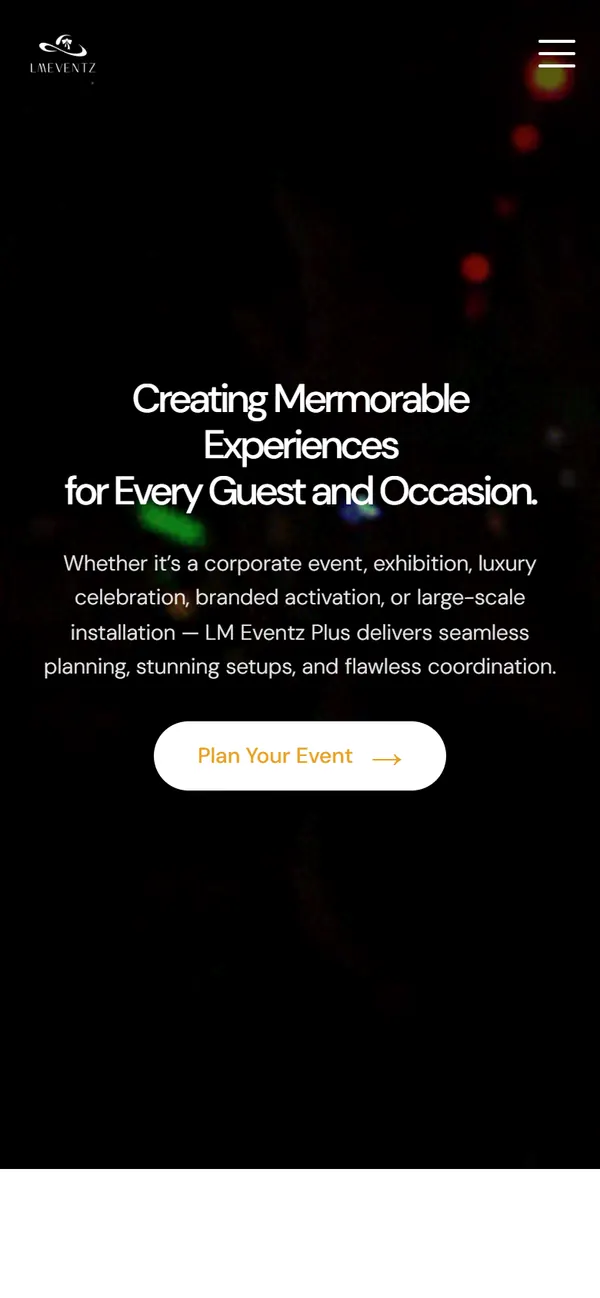 LMEVENTZ
Creating Mermorable
Experiences
for Every Guest and Occasion.
Whether it’s a corporate event, exhibition, luxury
celebration, branded activation, or large-scale
installation — LM Eventz Plus delivers seamless
planning, stunning setups, and flawless coordination.
Plan Your Event →